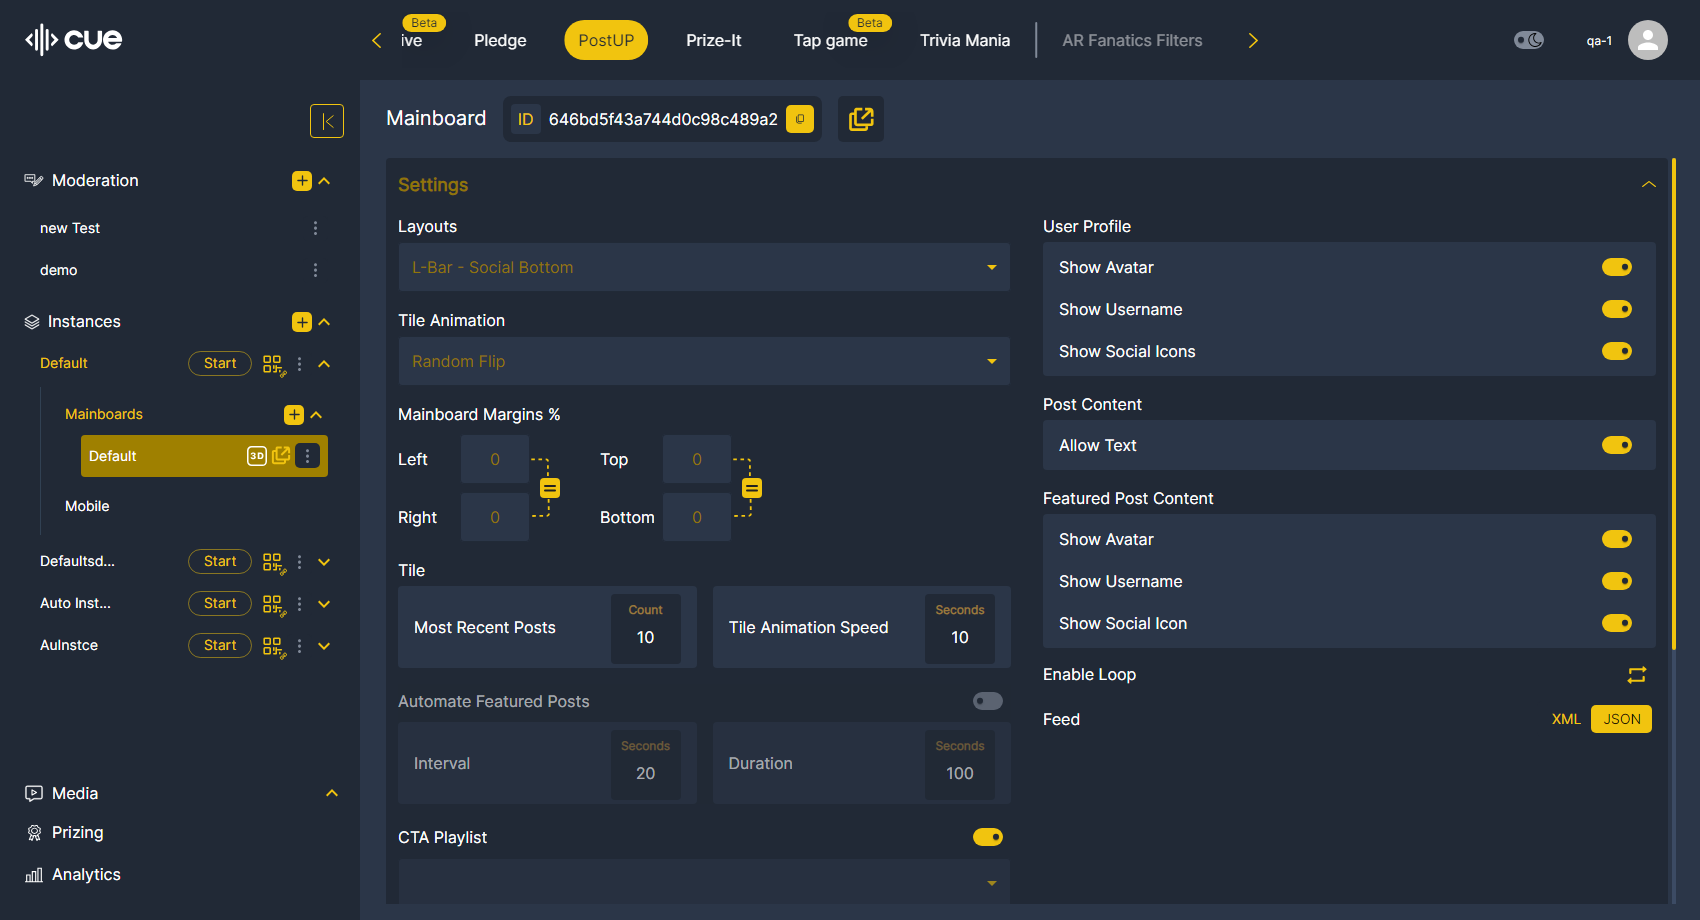 cue
Beta
ive
Pledge
PostUP
Prize-It
Beta
Tap game
Trivia Mania
AR Fanatics Filters
qa-1
Moderation
new Test
demo
Instances
Default
Start
Mainboards
Default
3D
Mobile
Defaultsd...
Start
Auto Inst...
Start
AuInstce
Start
Media
Prizing
Analytics
Mainboard
ID 646bd5f43a744d0c98c489a2
Settings
Layouts
L-Bar - Social Bottom
Tile Animation
Random Flip
Mainboard Margins %
Left 0
Top 0
Right 0
Bottom 0
Tile
Most Recent Posts
Count
10
Tile Animation Speed
Seconds
10
Automate Featured Posts
Interval
Seconds
20
Duration
Seconds
100
CTA Playlist
User Profile
Show Avatar
Show Username
Show Social Icons
Post Content
Allow Text
Featured Post Content
Show Avatar
Show Username
Show Social Icon
Enable Loop
Feed
XML
JSON